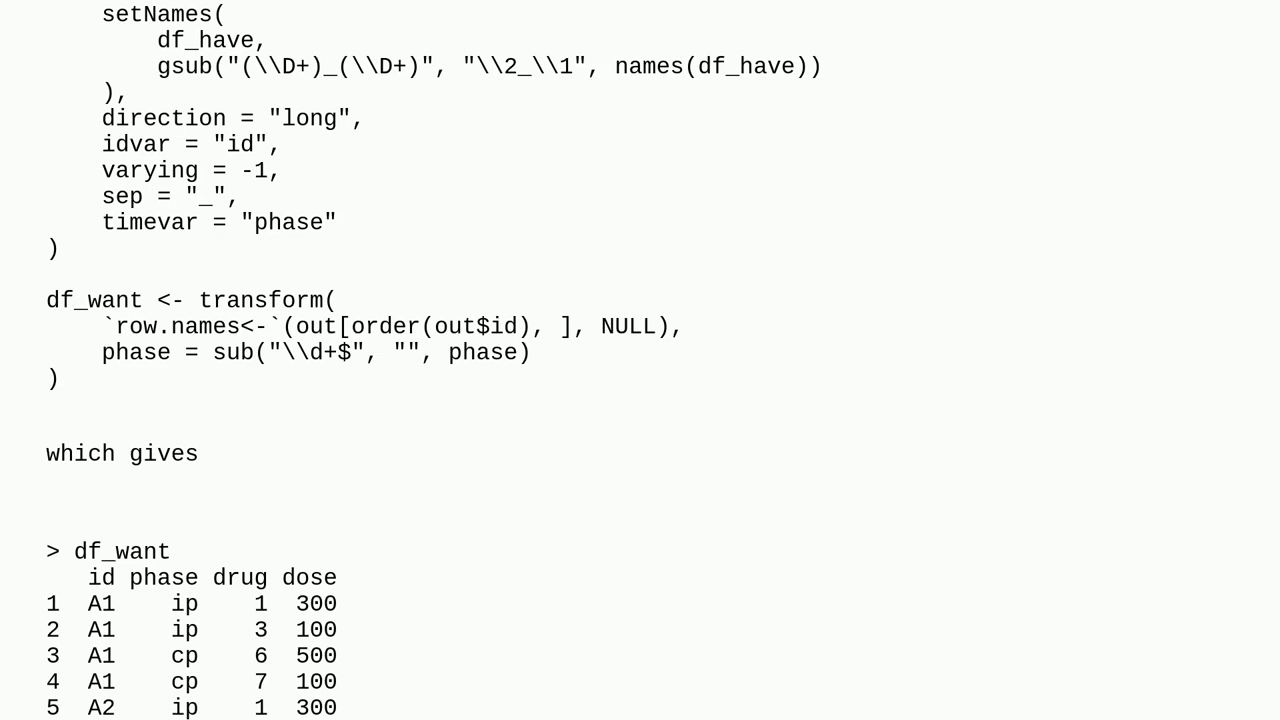 setNames(
df_have,
gsub("(\\D+)_(\\D+)", "\\2_\\1", names(df_have))
),
direction = "long",
idvar = "id",
varying = -1,
sep = "_",
timevar = "phase"
)
df_want <- transform(
`row.names<-`(out[order(out$id), ], NULL),
phase = sub("\\d+$", "", phase)
)
which gives
> df_want
id phase drug dose
1 A1 ip 1 300
2 A1 ip 3 100
3 A1 cp 6 500
4 A1 cp 7 100
5 A2 ip 1 300